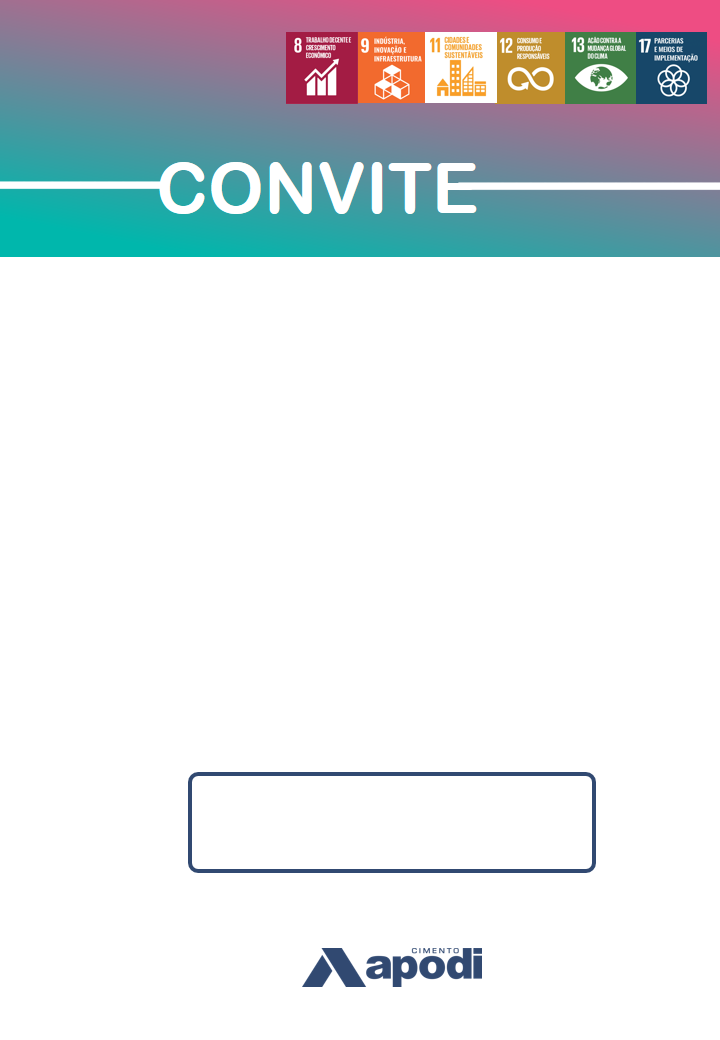 8 TRABALHO DECENTE E
CRESCIMENTO
ECONÔMICO
9 INDÚSTRIA,
INOVAÇÃO E
INFRAESTRUTURA
11 CIDADES E
COMUNIDADES
SUSTENTÁVEIS
12 CONSUMO E
PRODUÇÃO
RESPONSÁVEIS
13 AÇÃO CONTRA A
MUDANÇA GLOBAL
DO CLIMA
17 PARCERIAS
E MEIOS DE
IMPLEMENTAÇÃO
CONVITE
CIMENTO
apodi